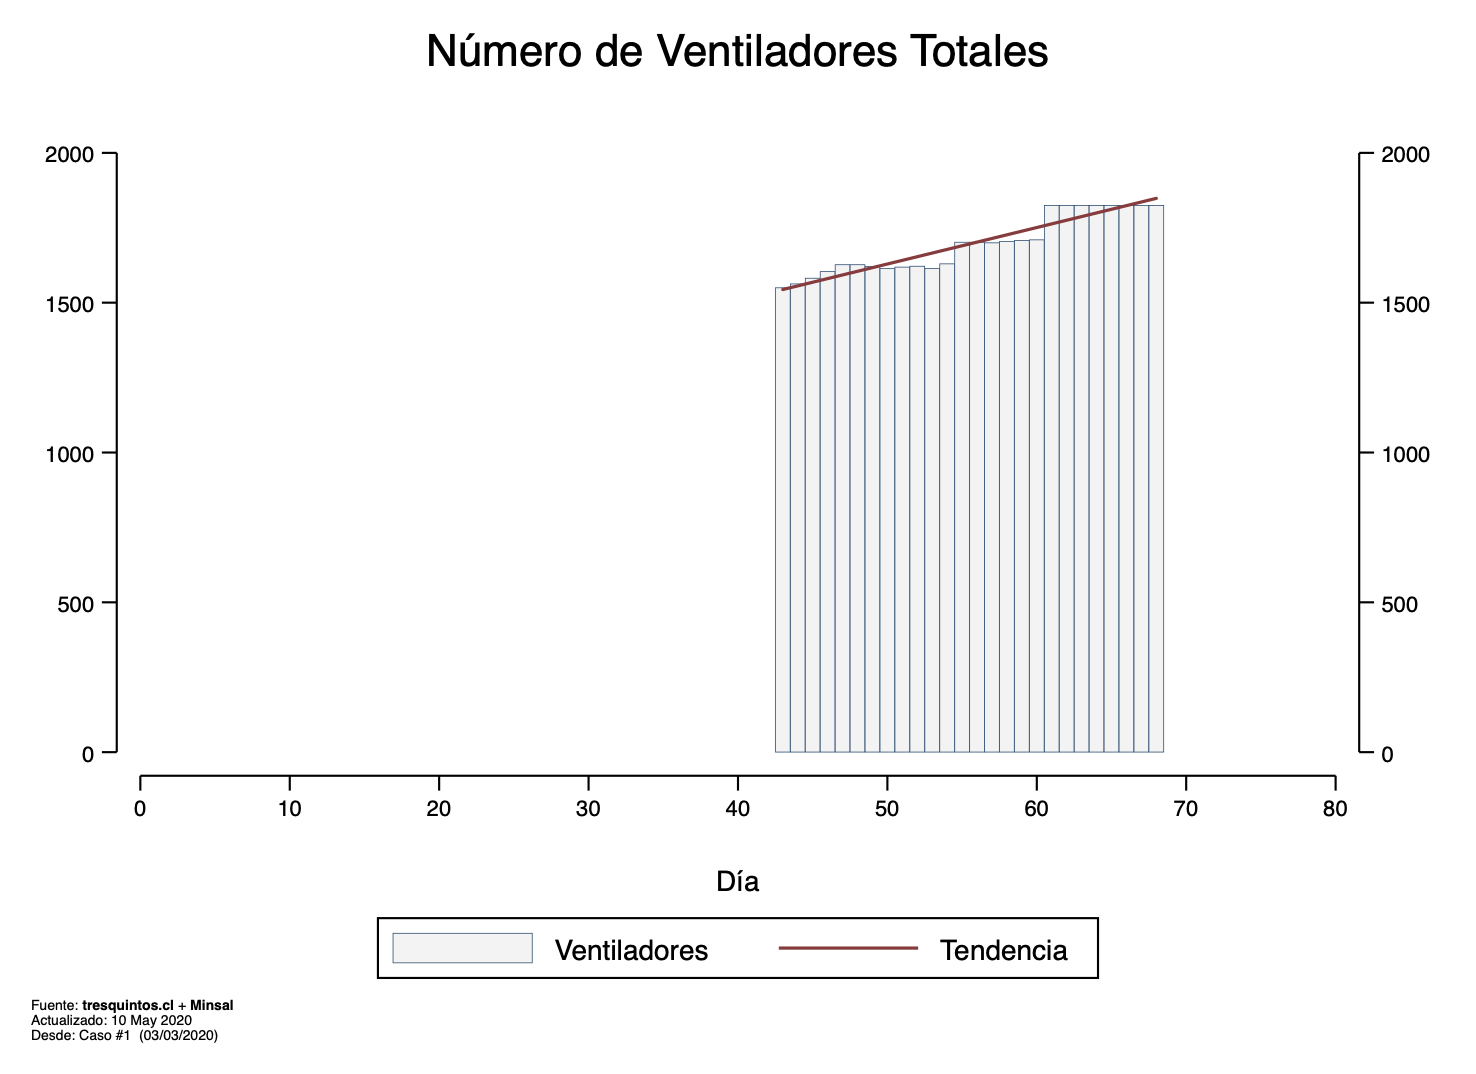 Número de Ventiladores Totales
2000 2000
1500 1500
1000 1000
500 500
0 0
0 10 20 30 40 50 60 70 80
Día
Ventiladores Tendencia
Fuente: tresquintos.cl + Minsal
Actualizado: 10 May 2020
Desde: Caso #1 (03/03/2020)